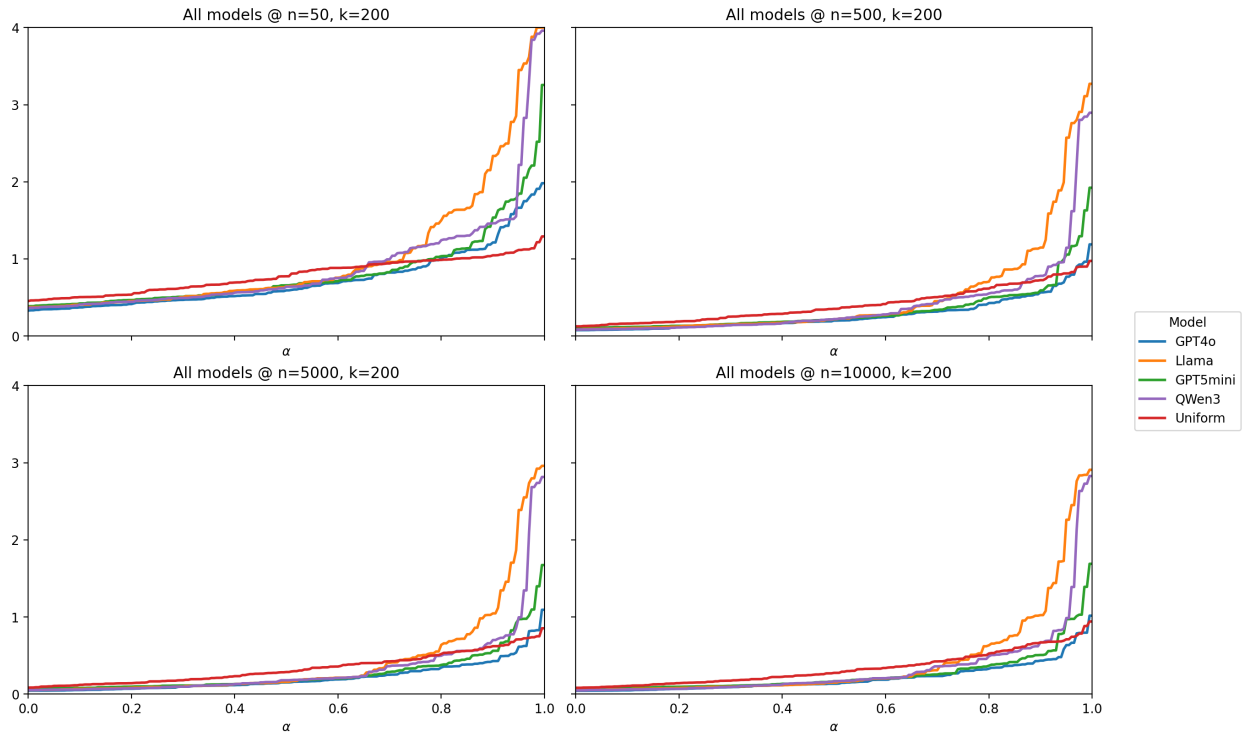 All models @ n=50, k=200
All models @ n=500, k=200
4
3
2
1
0
α
α
All models @ n=5000, k=200
All models @ n=10000, k=200
4
3
2
1
0
0.0 0.2 0.4 0.6 0.8 1.0
0.0 0.2 0.4 0.6 0.8 1.0
α
α
Model
GPT4o
Llama
GPT5mini
QWen3
Uniform